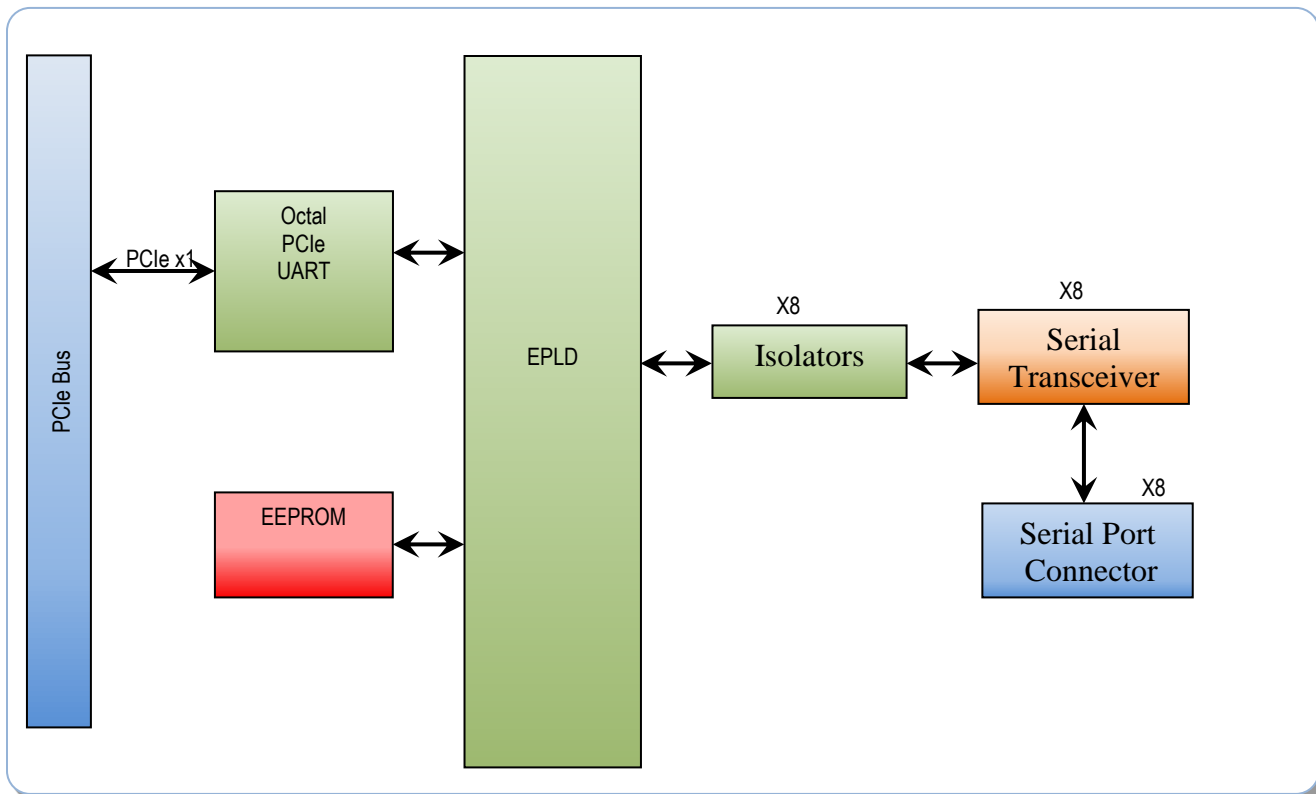 PCIe Bus
PCIe x1
Octal
PCIe
UART
EEPROM
EPLD
X8
Isolators
X8
Serial
Transceiver
X8
Serial Port
Connector